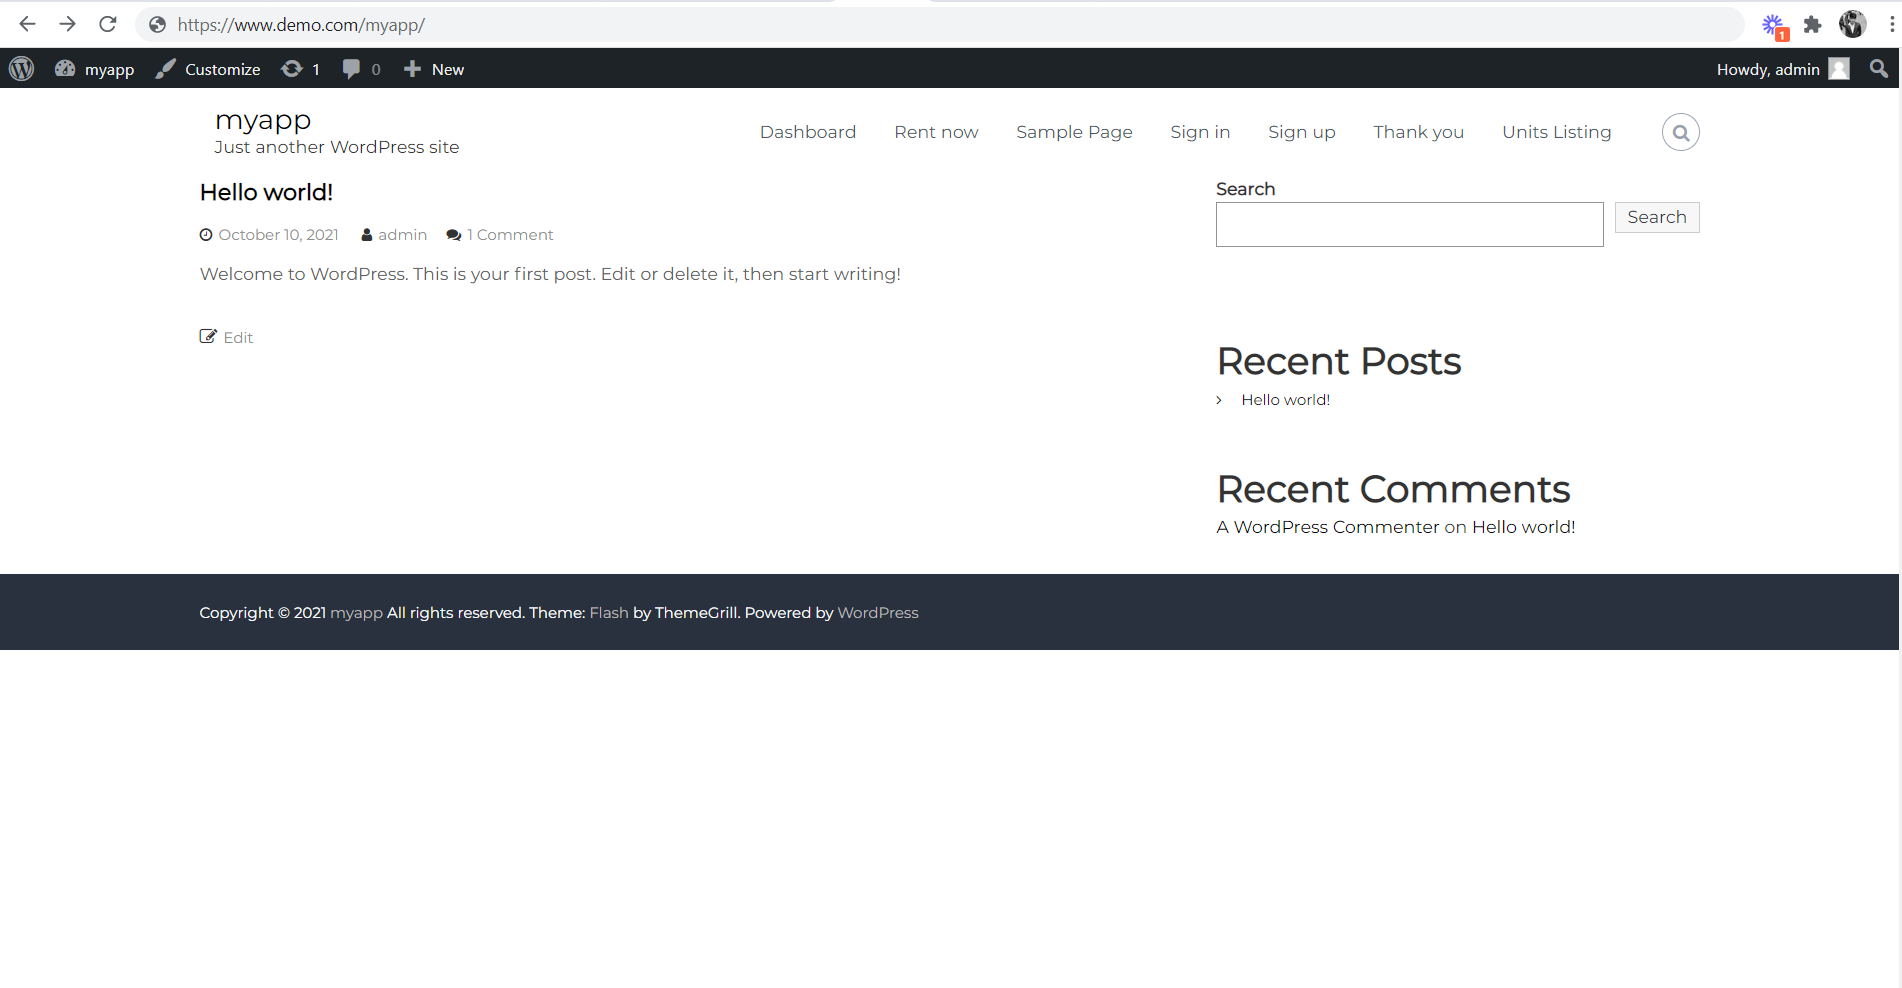 https://www.demo.com/myapp/
1
myapp Customize 1 0 New Howdy, admin
myapp
Just another WordPress site
Dashboard Rent now Sample Page Sign in Sign up Thank you Units Listing
Hello world!
October 10, 2021 admin 1 Comment
Welcome to WordPress. This is your first post. Edit or delete it, then start writing!
Edit
Search
Search
Recent Posts
Hello world!
Recent Comments
A WordPress Commenter on Hello world!
Copyright © 2021 myapp All rights reserved. Theme: Flash by ThemeGrill. Powered by WordPress